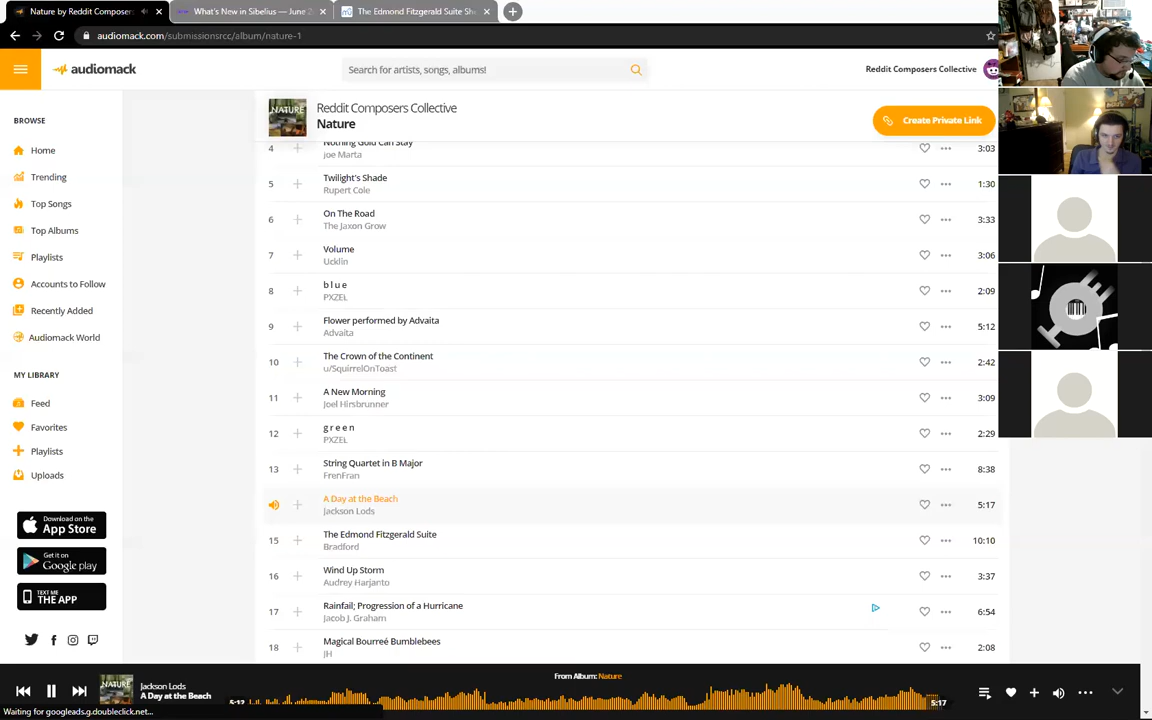 Nature by Reddit Composers
What's New in Sibelius — June 2
The Edmond Fitzgerald Suite Sh
audiomack.com/submissionsrcc/album/nature-1
audiomack
Search for artists, songs, albums!
Reddit Composers Collective
BROWSE
Home
Trending
Top Songs
Top Albums
Playlists
Accounts to Follow
Recently Added
Audiomack World
MY LIBRARY
Feed
Favorites
Playlists
Uploads
Download on the
App Store
Get it on
Google play
TEXT ME
THE APP
NATURE
Reddit Composers Collective
Nature
Create Private Link
4 Nothing Gold Can Stay 3:03
Joe Marta
5 Twilight's Shade 1:30
Rupert Cole
6 On The Road 3:33
The Jaxon Grow
7 Volume 3:06
Ucklin
8 b l u e 2:09
PXZEL
9 Flower performed by Advaita 5:12
Advaita
10 The Crown of the Continent 2:42
u/SquirrelOnToast
11 A New Morning 3:09
Joel Hirsbrunner
12 g r e e n 2:29
PXZEL
13 String Quartet in B Major 8:38
FrenFran
A Day at the Beach 5:17
Jackson Lods
15 The Edmond Fitzgerald Suite 10:10
Bradford
16 Wind Up Storm 3:37
Audrey Harjanto
17 Rainfall; Progression of a Hurricane 6:54
Jacob J. Graham
18 Magical Bourreé Bumblebees 2:08
JH
NATURE
Jackson Lods
A Day at the Beach
From Album: Nature
5:17
Waiting for googleads.g.doubleclick.net...